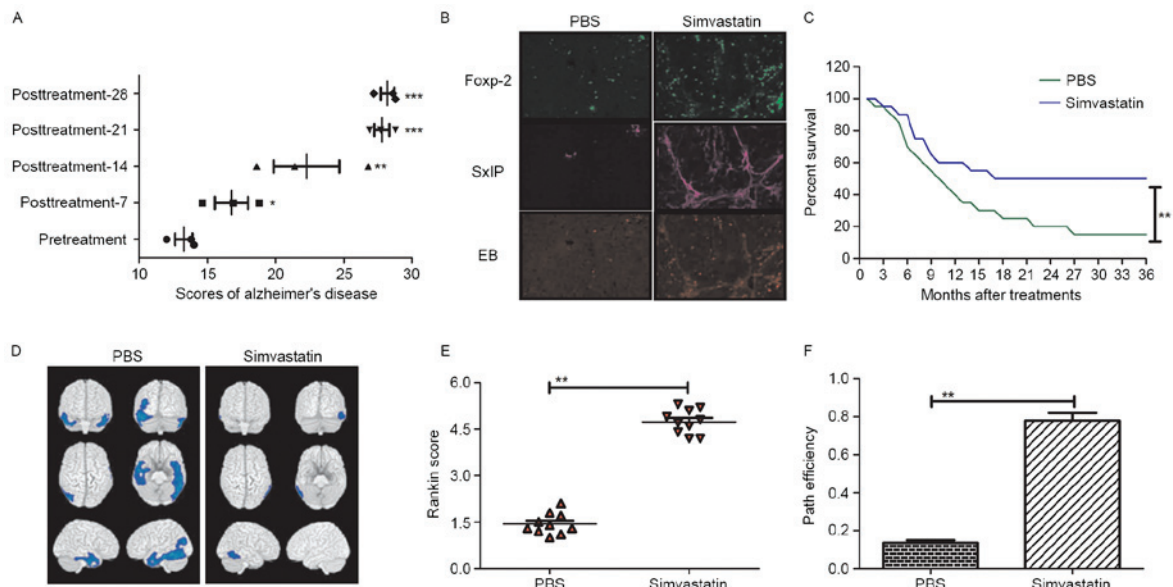 A
Posttreatment-28
Posttreatment-21
Posttreatment-14
Posttreatment-7
Pretreatment
***
***
**
*
10 15 20 25 30
Scores of alzheimer's disease
B
PBS Simvastatin
Foxp-2
SxIP
EB
C
PBS
Simvastatin
Percent survival
120
100
80
60
40
20
0
**
0 3 6 9 12 15 18 21 24 27 30 33 36
Months after treatments
D
PBS Simvastatin
E
Rankin score
6.0
4.5
3.0
1.5
0.0
**
PBS Simvastatin
F
Path efficiency
1.0
0.8
0.6
0.4
0.2
0.0
**
PBS Simvastatin